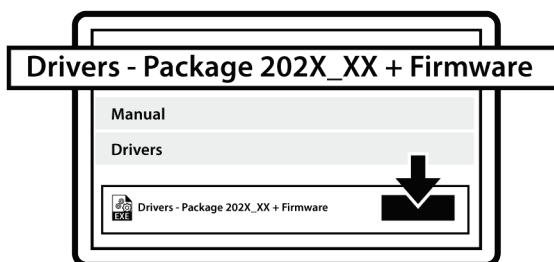 Drivers - Package 202X_XX + Firmware
Manual
Drivers
EXE Drivers - Package 202X_XX + Firmware